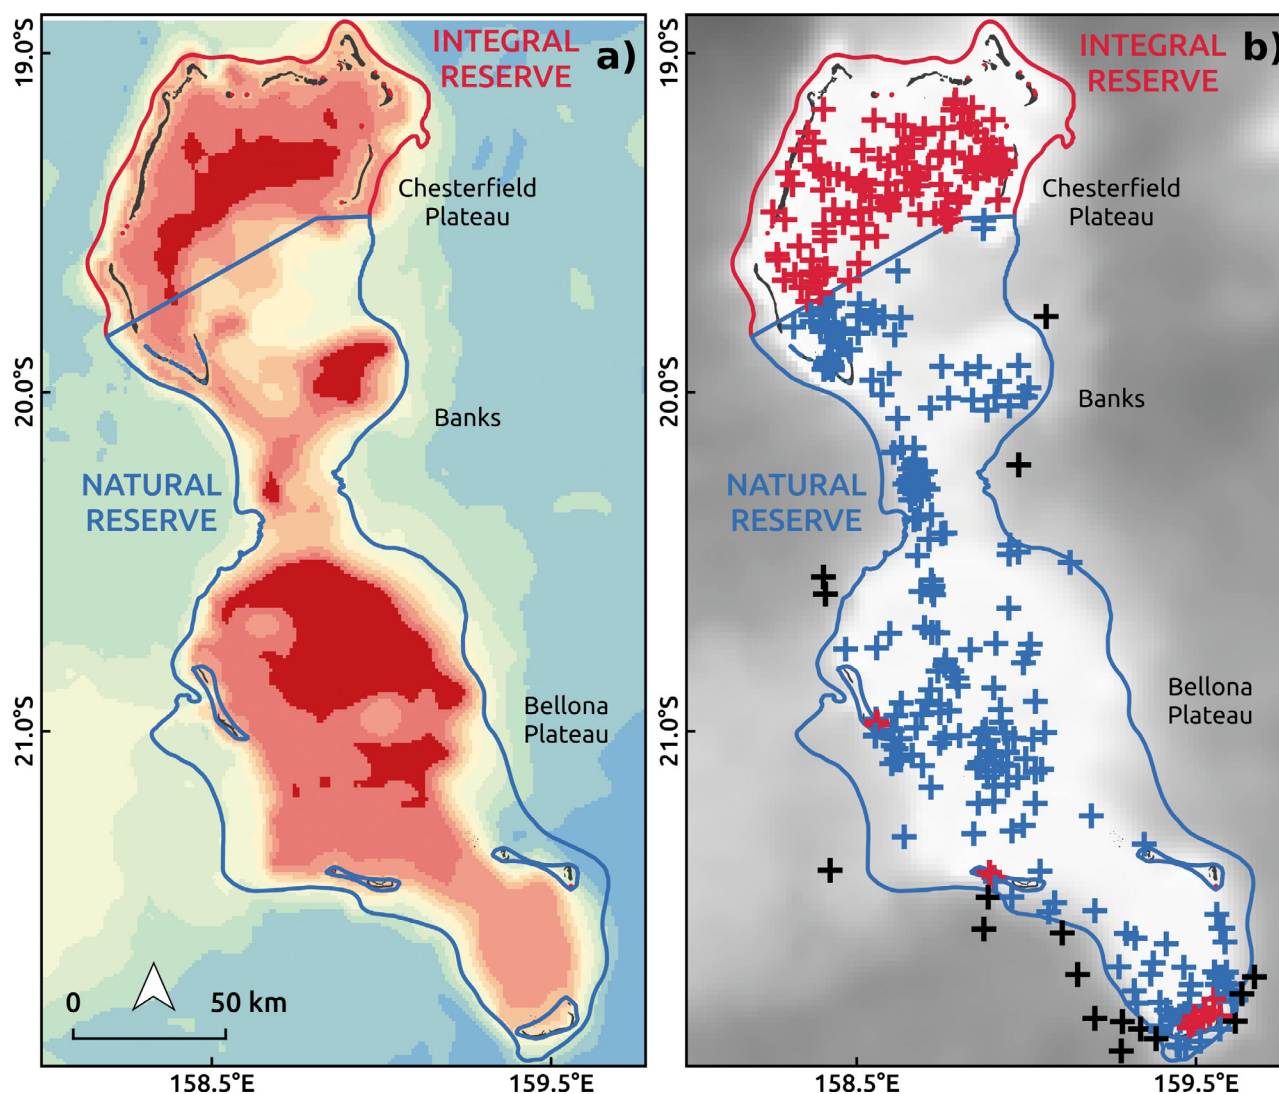 19.0°S
20.0°S
21.0°S
INTEGRAL
RESERVE
a)
Chesterfield
Plateau
Banks
NATURAL
RESERVE
Bellona
Plateau
0 50 km
158.5°E 159.5°E
19.0°S
20.0°S
21.0°S
INTEGRAL
RESERVE
b)
Chesterfield
Plateau
Banks
NATURAL
RESERVE
Bellona
Plateau
158.5°E 159.5°E